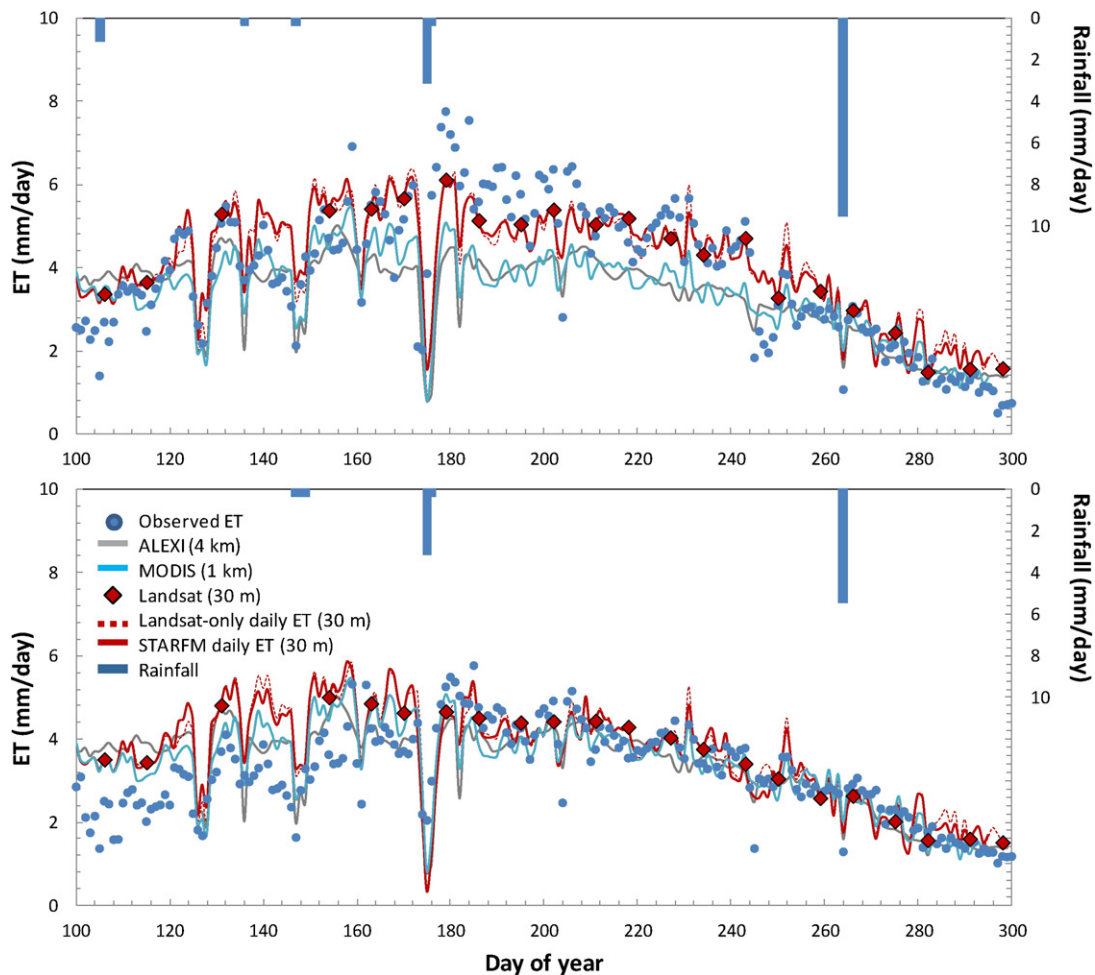 10
8
6
4
2
0
ET (mm/day)
0
2
4
6
8
10
Rainfall (mm/day)
100 120 140 160 180 200 220 240 260 280 300
10
8
6
4
2
0
ET (mm/day)
Observed ET
ALEXI (4 km)
MODIS (1 km)
Landsat (30 m)
Landsat-only daily ET (30 m)
STARFM daily ET (30 m)
Rainfall
0
2
4
6
8
10
Rainfall (mm/day)
100 120 140 160 180 200 220 240 260 280 300
Day of year